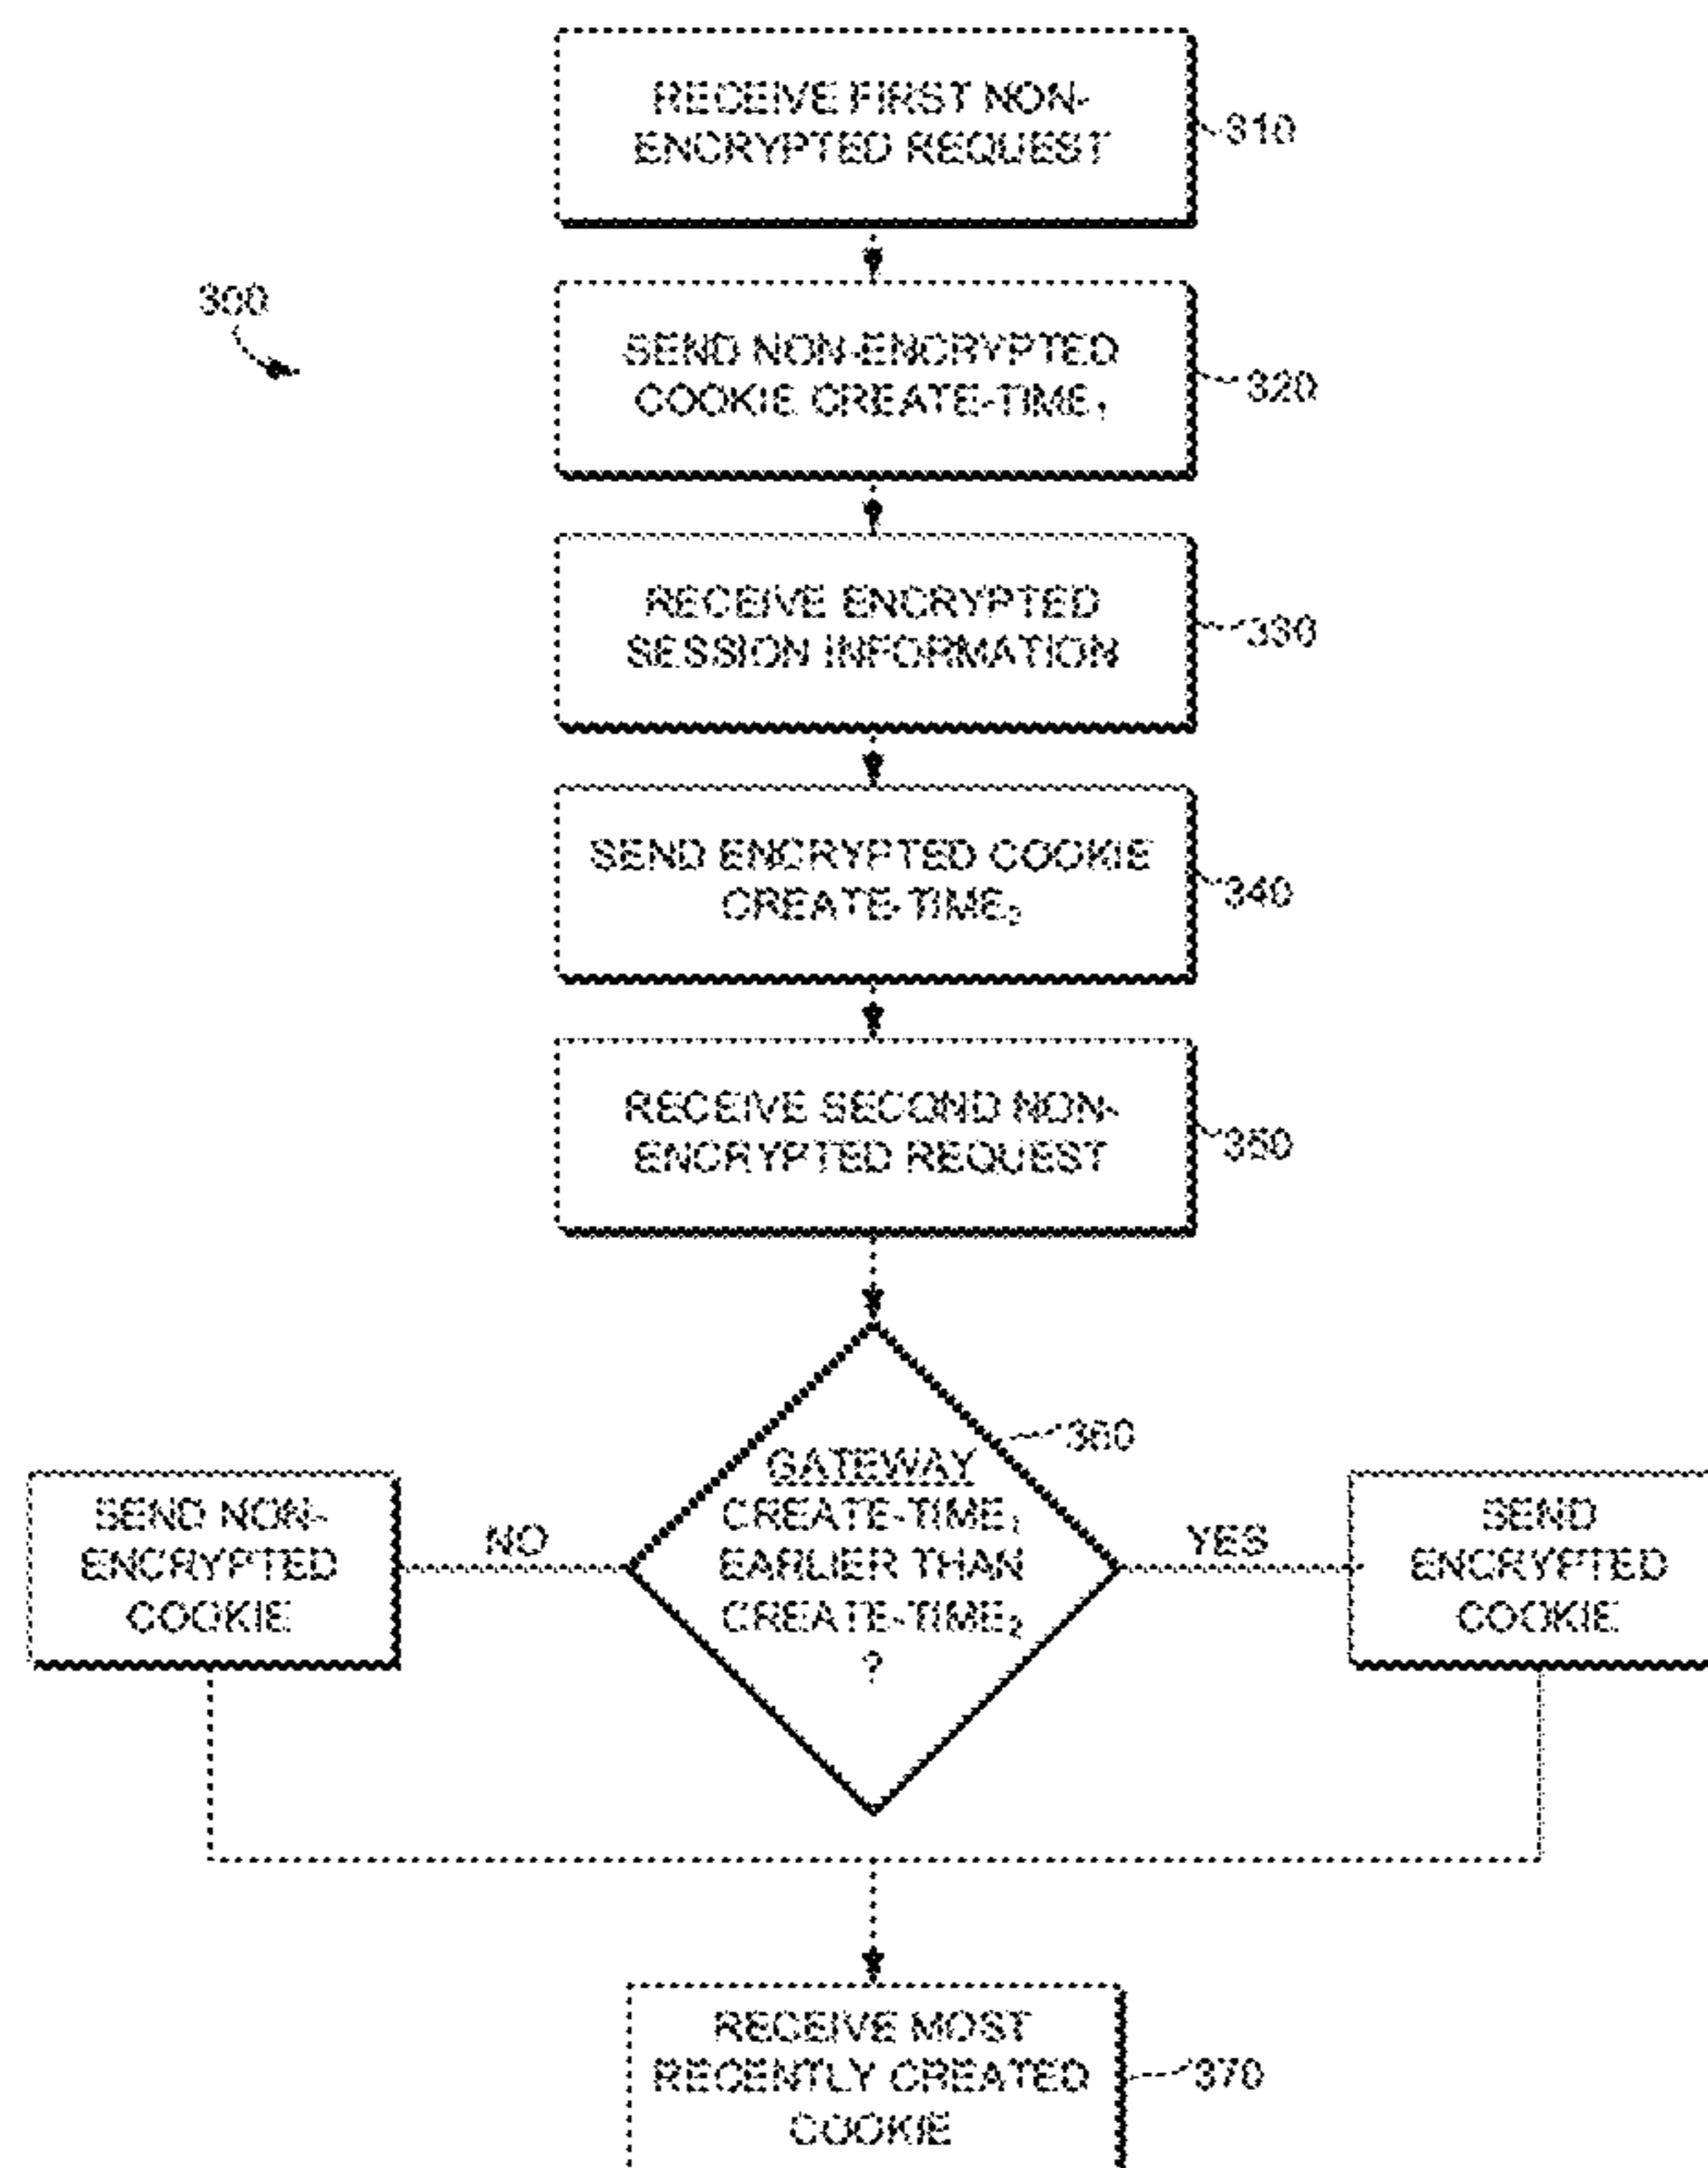 RECEIVE FIRST NON-
ENCRYPTED REQUEST
310
300
SEND NON-ENCRYPTED
COOKIE CREATE-TIME₁
320
RECEIVE ENCRYPTED
SESSION INFORMATION
330
SEND ENCRYPTED COOKIE
CREATE-TIME₂
340
RECEIVE SECOND NON-
ENCRYPTED REQUEST
350
360
GATEWAY
CREATE-TIME₁
EARLIER THAN
CREATE-TIME₂
?
NO
YES
SEND NON-
ENCRYPTED
COOKIE
SEND
ENCRYPTED
COOKIE
RECEIVE MOST
RECENTLY CREATED
COOKIE
370